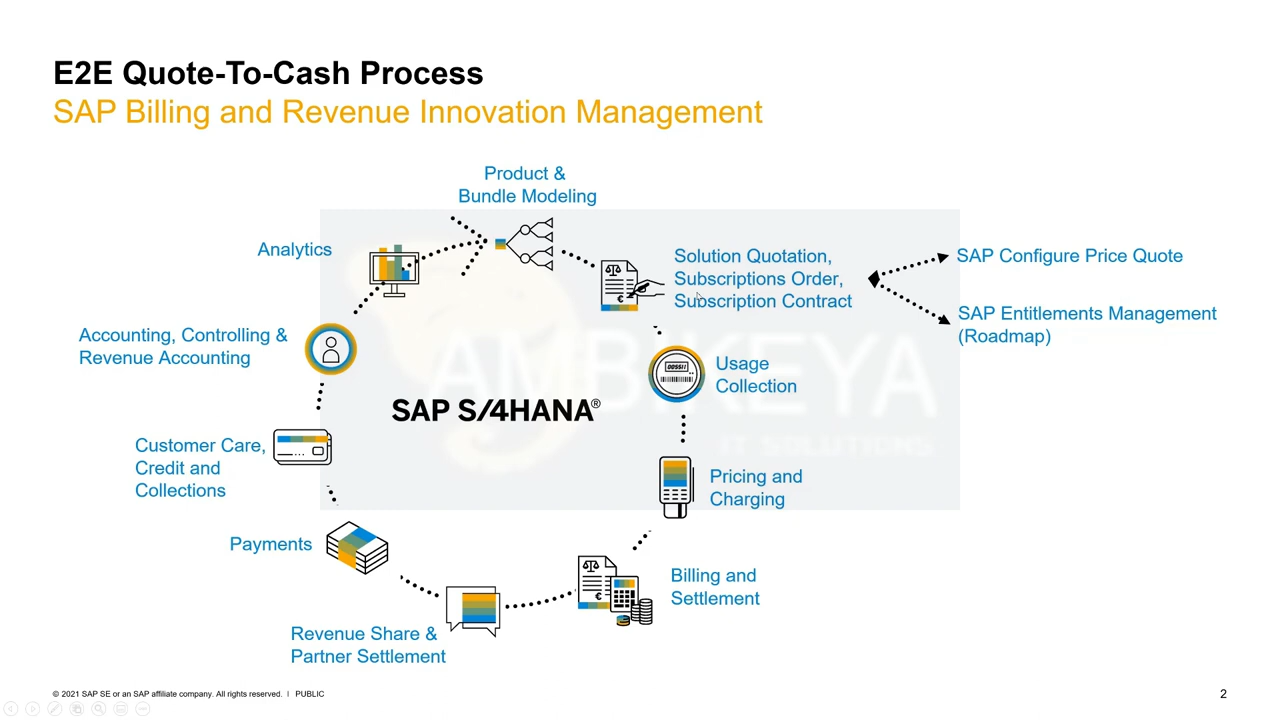 E2E Quote-To-Cash Process
SAP Billing and Revenue Innovation Management
Product &
Bundle Modeling
Analytics
Solution Quotation,
Subscriptions Order,
Subscription Contract
SAP Configure Price Quote
SAP Entitlements Management
(Roadmap)
Accounting, Controlling &
Revenue Accounting
Usage
Collection
AMBIKEYA
IT SOLUTIONS
SAP S/4HANA®
Customer Care,
Credit and
Collections
Pricing and
Charging
Payments
Billing and
Settlement
Revenue Share &
Partner Settlement
© 2021 SAP SE or an SAP affiliate company. All rights reserved. | PUBLIC
2